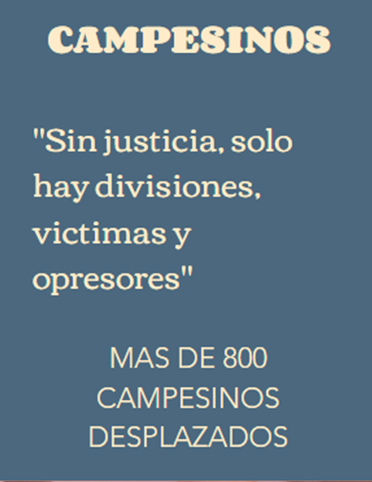 CAMPESINOS
"Sin justicia, solo
hay divisiones,
victimas y
opresores"
MAS DE 800
CAMPESINOS
DESPLAZADOS